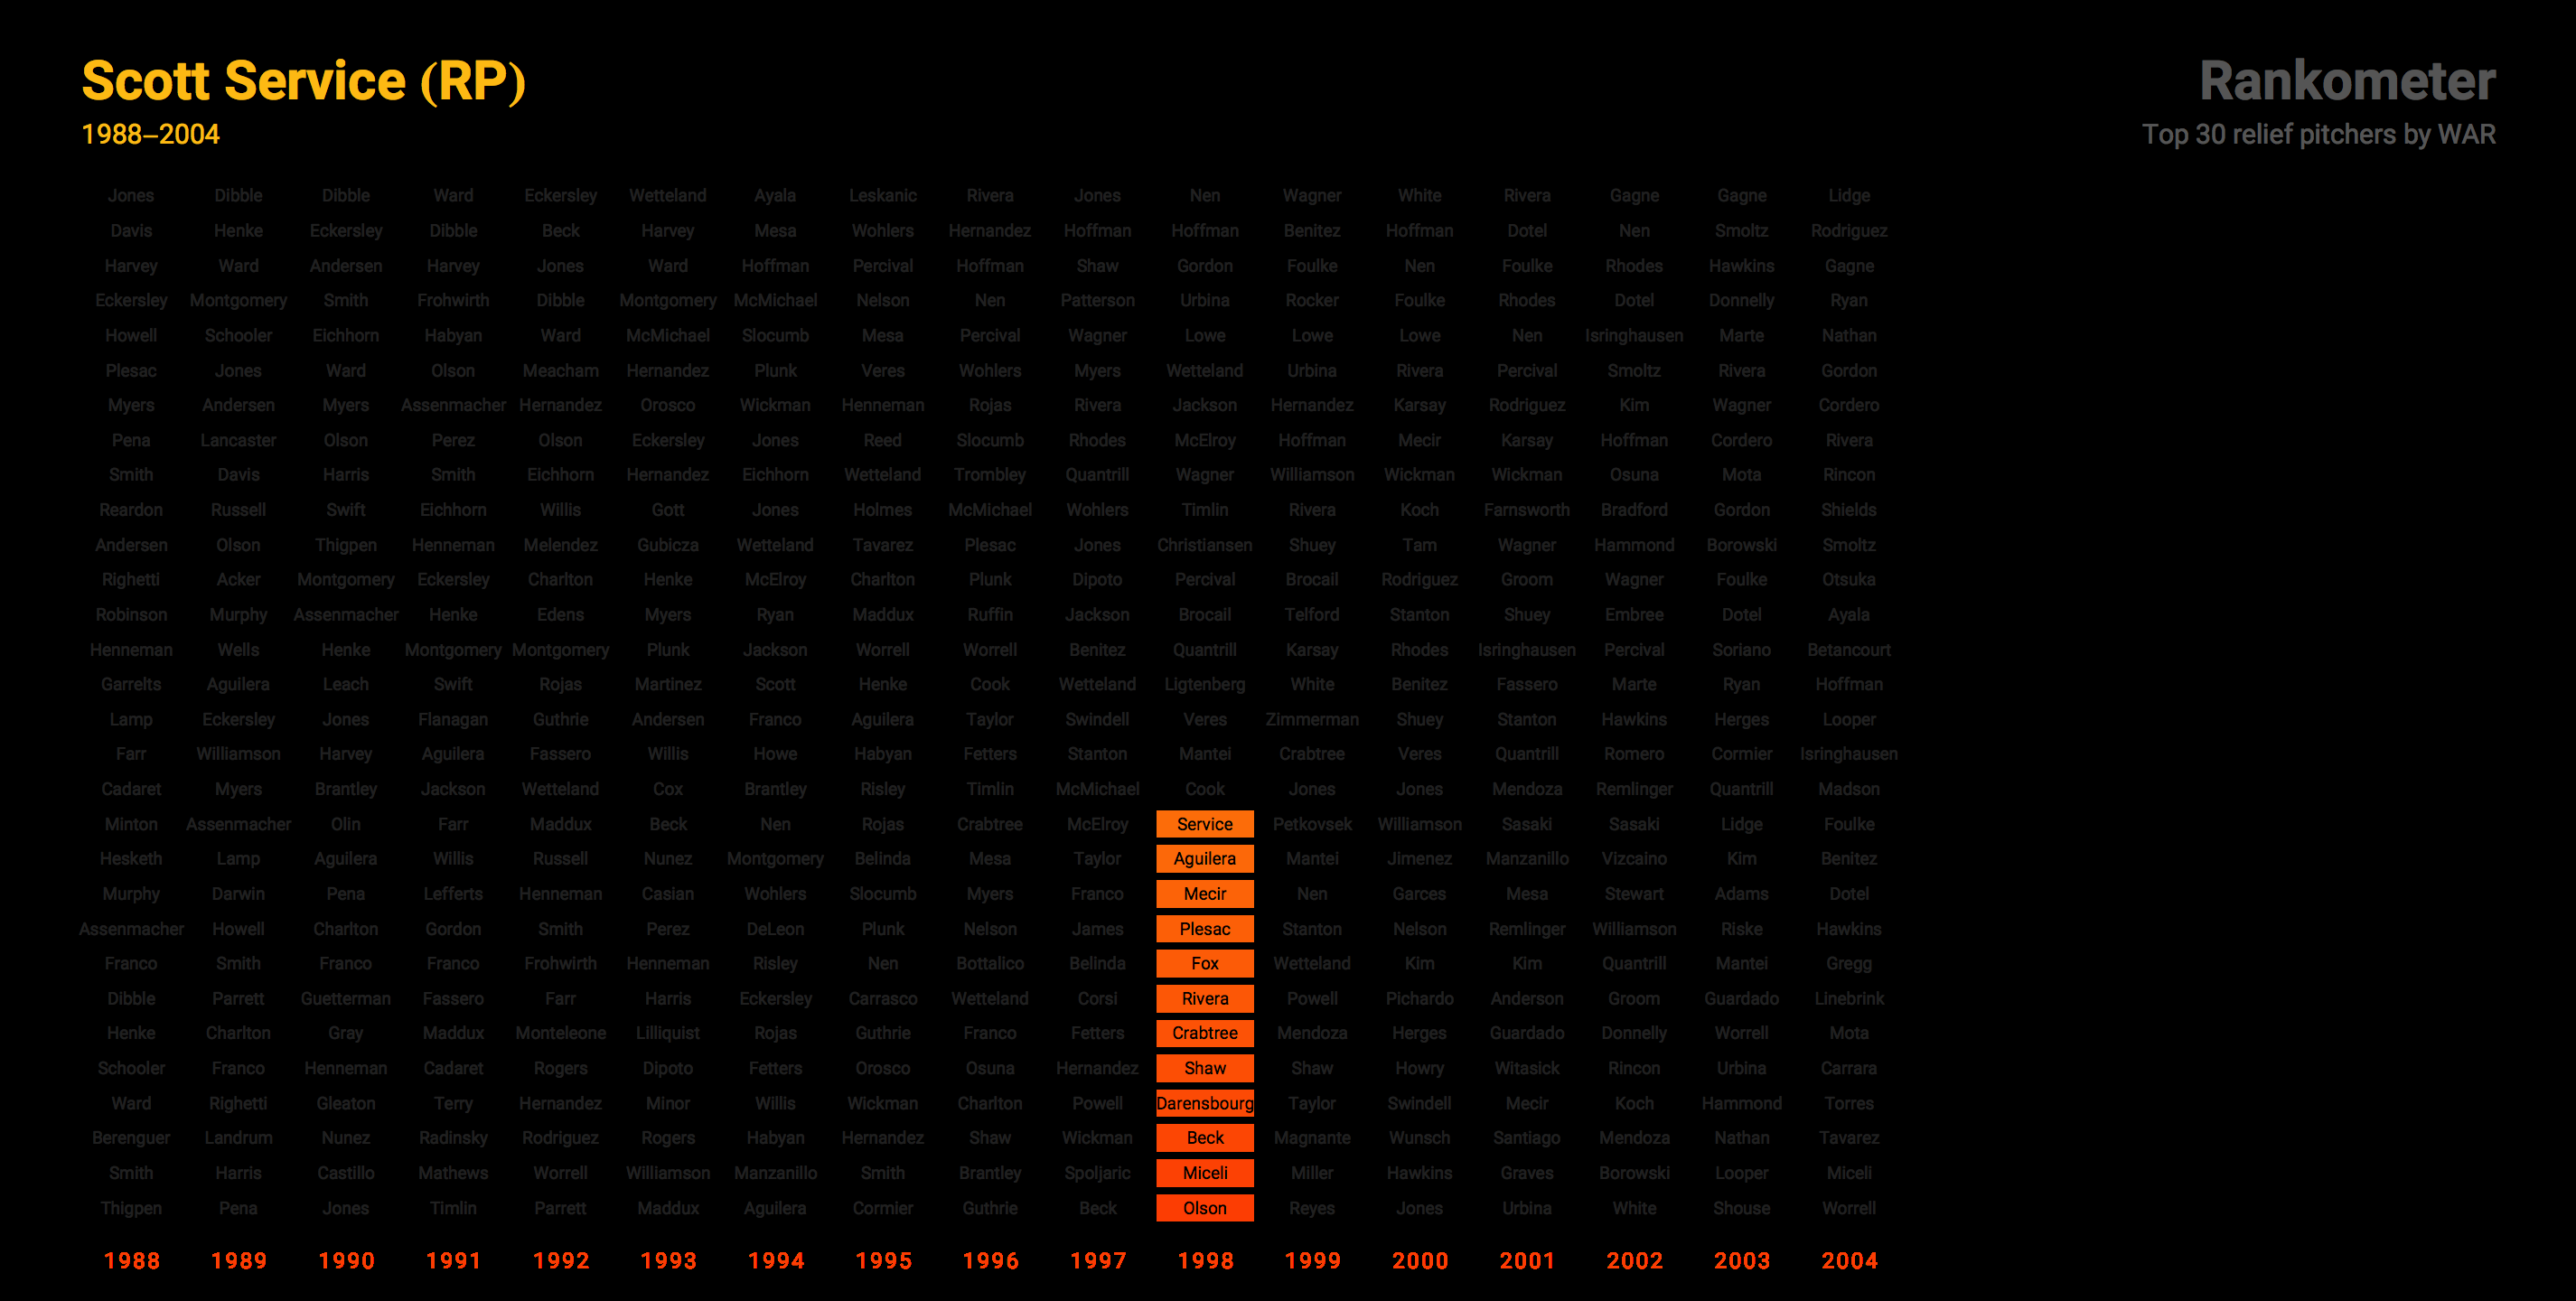 Scott Service (RP)
1988–2004
Rankometer
Top 30 relief pitchers by WAR
Jones Dibble Dibble Ward Eckersley Wetteland Ayala Leskanic Rivera Jones Nen Wagner White Rivera Gagne Gagne Lidge
Davis Henke Eckersley Dibble Beck Harvey Mesa Wohlers Hernandez Hoffman Hoffman Benitez Hoffman Dotel Nen Smoltz Rodriguez
Harvey Ward Andersen Harvey Jones Ward Hoffman Percival Hoffman Shaw Gordon Foulke Nen Foulke Rhodes Hawkins Gagne
Eckersley Montgomery Smith Frohwirth Dibble Montgomery McMichael Nelson Nen Patterson Urbina Rocker Foulke Rhodes Dotel Donnelly Ryan
Howell Schooler Eichhorn Habyan Ward McMichael Slocumb Mesa Percival Wagner Lowe Lowe Lowe Nen Isringhausen Marte Nathan
Plesac Jones Ward Olson Meacham Hernandez Plunk Veres Wohlers Myers Wetteland Urbina Rivera Percival Smoltz Rivera Gordon
Myers Andersen Myers Assenmacher Hernandez Orosco Wickman Henneman Rojas Rivera Jackson Hernandez Karsay Rodriguez Kim Wagner Cordero
Pena Lancaster Olson Perez Olson Eckersley Jones Reed Slocumb Rhodes McElroy Hoffman Mecir Karsay Hoffman Cordero Rivera
Smith Davis Harris Smith Eichhorn Hernandez Eichhorn Wetteland Trombley Quantrill Wagner Williamson Wickman Wickman Osuna Mota Rincon
Reardon Russell Swift Eichhorn Willis Gott Jones Holmes McMichael Wohlers Timlin Rivera Koch Farnsworth Bradford Gordon Shields
Andersen Olson Thigpen Henneman Melendez Gubicza Wetteland Tavarez Plesac Jones Christiansen Shuey Tam Wagner Hammond Borowski Smoltz
Righetti Acker Montgomery Eckersley Charlton Henke McElroy Charlton Plunk Dipoto Percival Brocail Rodriguez Groom Wagner Foulke Otsuka
Robinson Murphy Assenmacher Henke Edens Myers Ryan Maddux Ruffin Jackson Brocail Telford Stanton Shuey Embree Dotel Ayala
Henneman Wells Henke Montgomery Montgomery Plunk Jackson Worrell Worrell Benitez Quantrill Karsay Rhodes Isringhausen Percival Soriano Betancourt
Garrelts Aguilera Leach Swift Rojas Martinez Scott Henke Cook Wetteland LIgtenberg White Benitez Fassero Marte Ryan Hoffman
Lamp Eckersley Jones Flanagan Guthrie Andersen Franco Aguilera Taylor Swindell Veres Zimmerman Shuey Stanton Hawkins Herges Looper
Farr Williamson Harvey Aguilera Fassero Willis Howe Habyan Fetters Stanton Mantei Crabtree Veres Quantrill Romero Cormier Isringhausen
Cadaret Myers Brantley Jackson Wetteland Cox Brantley Risley Timlin McMichael Cook Jones Jones Mendoza Remlinger Quantrill Madson
Minton Assenmacher Olin Farr Maddux Beck Nen Rojas Crabtree McElroy Service Petkovsek Williamson Sasaki Sasaki Lidge Foulke
Hesketh Lamp Aguilera Willis Russell Nunez Montgomery Belinda Mesa Taylor Aguilera Mantei Jimenez Manzanillo Vizcaino Kim Benitez
Murphy Darwin Pena Lefferts Henneman Casian Wohlers Slocumb Myers Franco Mecir Nen Garces Mesa Stewart Adams Dotel
Assenmacher Howell Charlton Gordon Smith Perez DeLeon Plunk Nelson James Plesac Stanton Nelson Remlinger Williamson Riske Hawkins
Franco Smith Franco Franco Frohwirth Henneman Risley Nen Bottalico Belinda Fox Wetteland Kim Kim Quantrill Mantei Gregg
Dibble Parrett Guetterman Fassero Farr Harris Eckersley Carrasco Wetteland Corsi Rivera Powell Pichardo Anderson Groom Guardado Linebrink
Henke Charlton Gray Maddux Monteleone Lilliquist Rojas Guthrie Franco Fetters Crabtree Mendoza Herges Guardado Donnelly Worrell Mota
Schooler Franco Henneman Cadaret Rogers Dipoto Fetters Orosco Osuna Hernandez Shaw Shaw Howry Witasick Rincon Urbina Carrara
Ward Righetti Gleaton Terry Hernandez Minor Willis Wickman Charlton Powell Darensbourg Taylor Swindell Mecir Koch Hammond Torres
Berenguer Landrum Nunez Radinsky Rodriguez Rogers Habyan Hernandez Shaw Wickman Beck Magnante Wunsch Santiago Mendoza Nathan Tavarez
Smith Harris Castillo Mathews Worrell Williamson Manzanillo Smith Brantley Spoljaric Miceli Miller Hawkins Graves Borowski Looper Miceli
Thigpen Pena Jones Timlin Parrett Maddux Aguilera Cormier Guthrie Beck Olson Reyes Jones Urbina White Shouse Worrell
1988 1989 1990 1991 1992 1993 1994 1995 1996 1997 1998 1999 2000 2001 2002 2003 2004